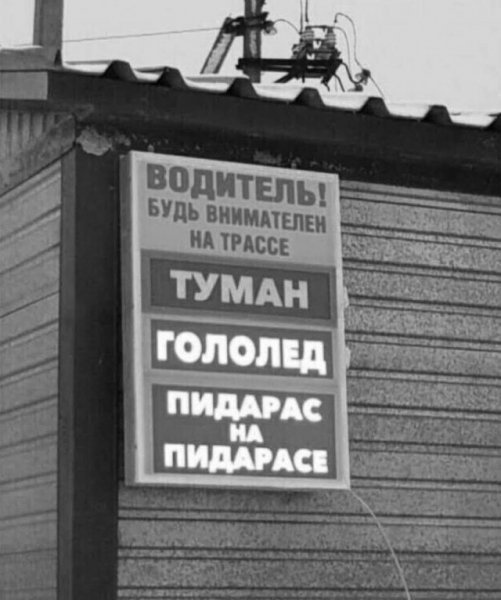 ВОДИТЕЛЬ!
БУДЬ ВНИМАТЕЛЕН
НА ТРАССЕ
ТУМАН
ГОЛОЛЕД
ПИДАРАС
НА
ПИДАРАСЕ